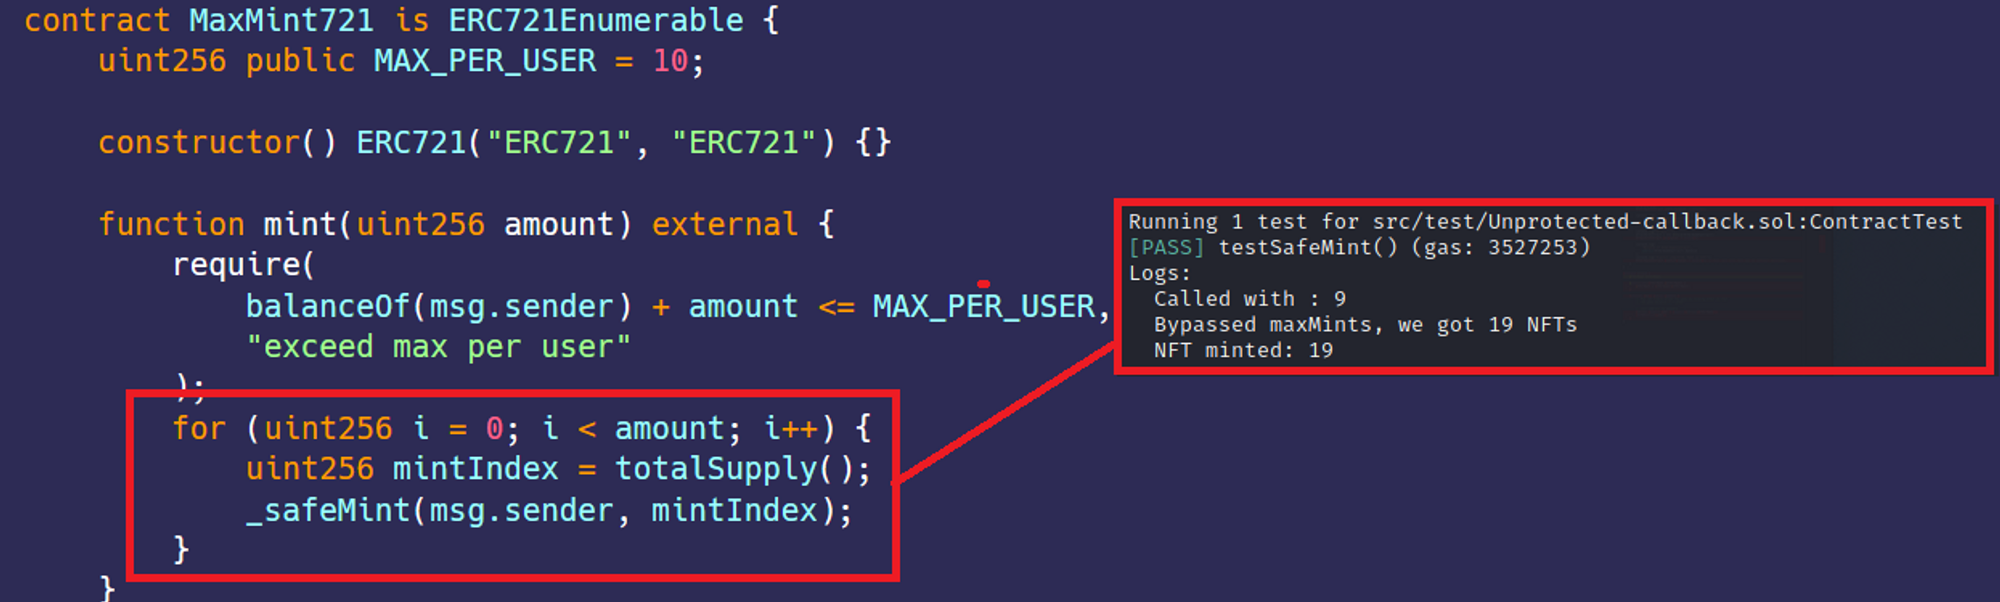 contract MaxMint721 is ERC721Enumerable {
uint256 public MAX_PER_USER = 10;
constructor() ERC721("ERC721", "ERC721") {}
function mint(uint256 amount) external {
require(
balanceOf(msg.sender) + amount <= MAX_PER_USER,
"exceed max per user"
);
for (uint256 i = 0; i < amount; i++) {
uint256 mintIndex = totalSupply();
_safeMint(msg.sender, mintIndex);
}
}
Running 1 test for src/test/Unprotected-callback.sol:ContractTest
[PASS] testSafeMint() (gas: 3527253)
Logs:
Called with : 9
Bypassed maxMints, we got 19 NFTs
NFT minted: 19